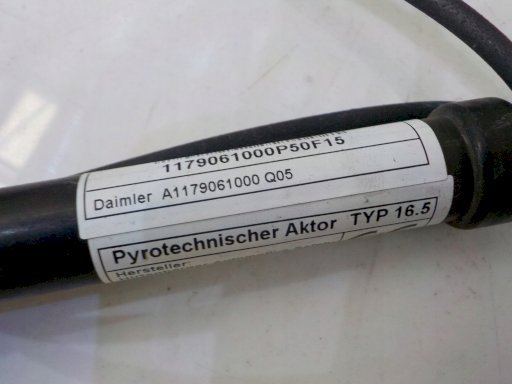 1179061000P50F15
Daimler A1179061000 Q05
Pyrotechnischer Aktor TYP 16.5
Hersteller